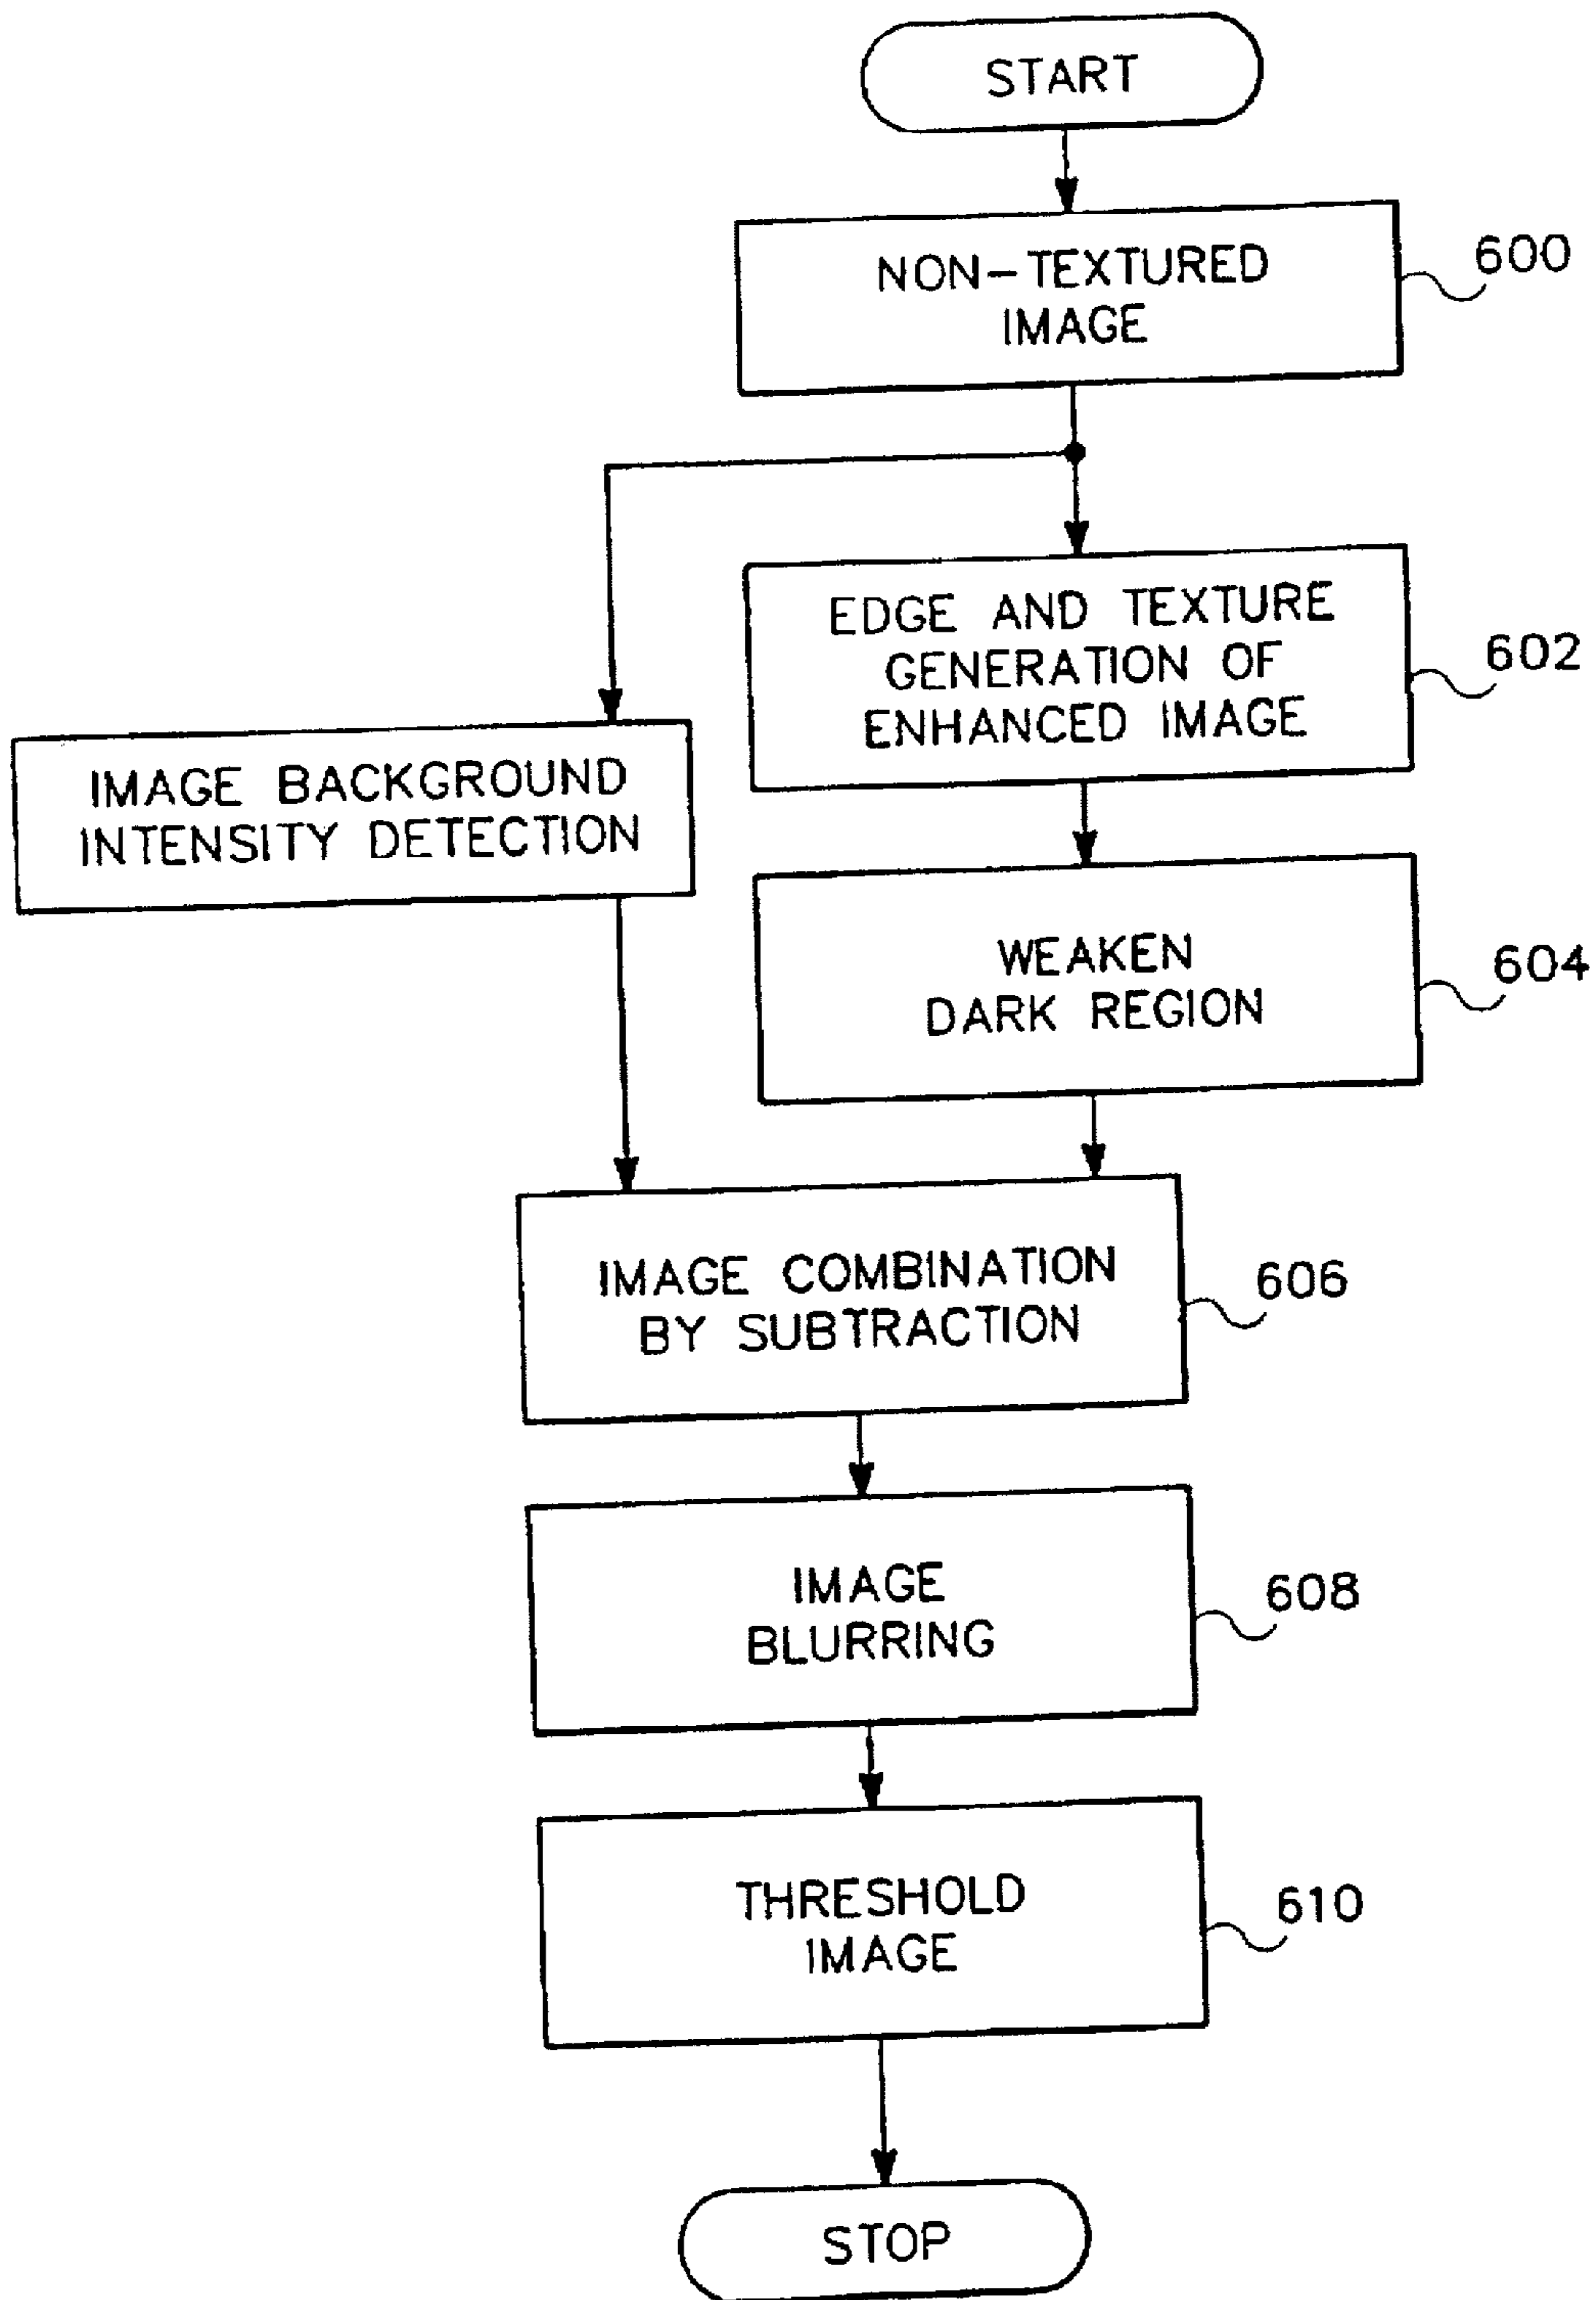 START
NON-TEXTURED
IMAGE
600
EDGE AND TEXTURE
GENERATION OF
ENHANCED IMAGE
602
IMAGE BACKGROUND
INTENSITY DETECTION
WEAKEN
DARK REGION
604
IMAGE COMBINATION
BY SUBTRACTION
606
IMAGE
BLURRING
608
THRESHOLD
IMAGE
610
STOP